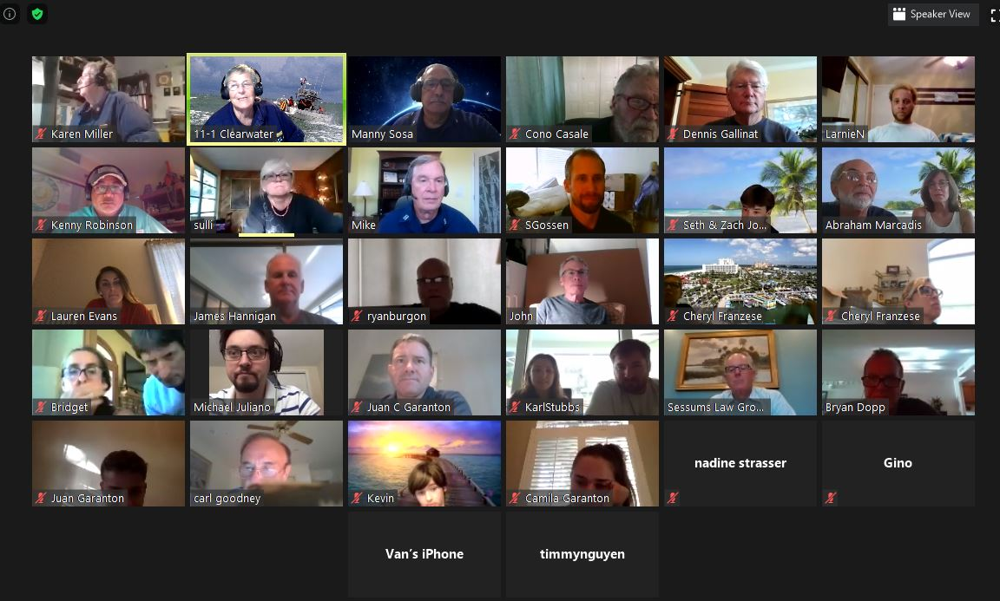 Speaker View
Karen Miller
11-1 Clearwater
Manny Sosa
Cono Casale
Dennis Gallinat
LarnieN
Kenny Robinson
sulli
Mike
SGossen
Seth & Zach Jo...
Abraham Marcadis
Lauren Evans
James Hannigan
ryanburgon
John
Cheryl Franzese
Cheryl Franzese
Bridget
Michael Juliano
Juan C Garanton
KarlStubbs
Sessums Law Gro...
Bryan Dopp
Juan Garanton
carl goodney
Kevin
Camila Garanton
nadine strasser
Gino
Van's iPhone
timmynguyen